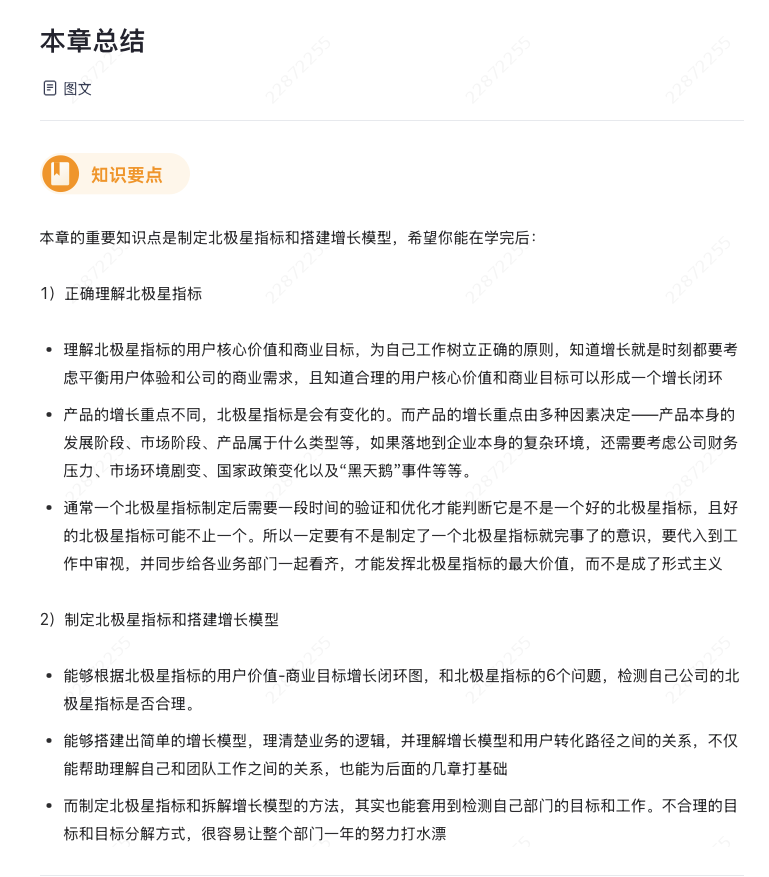 本章总结
图文
知识要点
本章的重要知识点是制定北极星指标和搭建增长模型，希望你能在学完后：
1）正确理解北极星指标
• 理解北极星指标的用户核心价值和商业目标，为自己工作树立正确的原则，知道增长就是时刻都要考
虑平衡用户体验和公司的商业需求，且知道合理的用户核心价值和商业目标可以形成一个增长闭环
• 产品的增长重点不同，北极星指标是会有变化的。而产品的增长重点由多种因素决定——产品本身的
发展阶段、市场阶段、产品属于什么类型等，如果落地到企业本身的复杂环境，还需要考虑公司财务
压力、市场环境剧变、国家政策变化以及“黑天鹅”事件等等。
• 通常一个北极星指标制定后需要一段时间的验证和优化才能判断它是不是一个好的北极星指标，且好
的北极星指标可能不止一个。所以一定要有不是制定了一个北极星指标就完事了的意识，要代入到工
作中审视，并同步给各业务部门一起看齐，才能发挥北极星指标的最大价值，而不是成了形式主义
2）制定北极星指标和搭建增长模型
• 能够根据北极星指标的用户价值-商业目标增长闭环图，和北极星指标的6个问题，检测自己公司的北
极星指标是否合理。
• 能够搭建出简单的增长模型，理清楚业务的逻辑，并理解增长模型和用户转化路径之间的关系，不仅
能帮助理解自己和团队工作之间的关系，也能为后面的几章打基础
• 而制定北极星指标和拆解增长模型的方法，其实也能套用到检测自己部门的目标和工作。不合理的目
标和目标分解方式，很容易让整个部门一年的努力打水漂
22872255
22872255
22872255
22872255
22872255
22872255
22872255
22872255
22872255
22872255
22872255
22872255